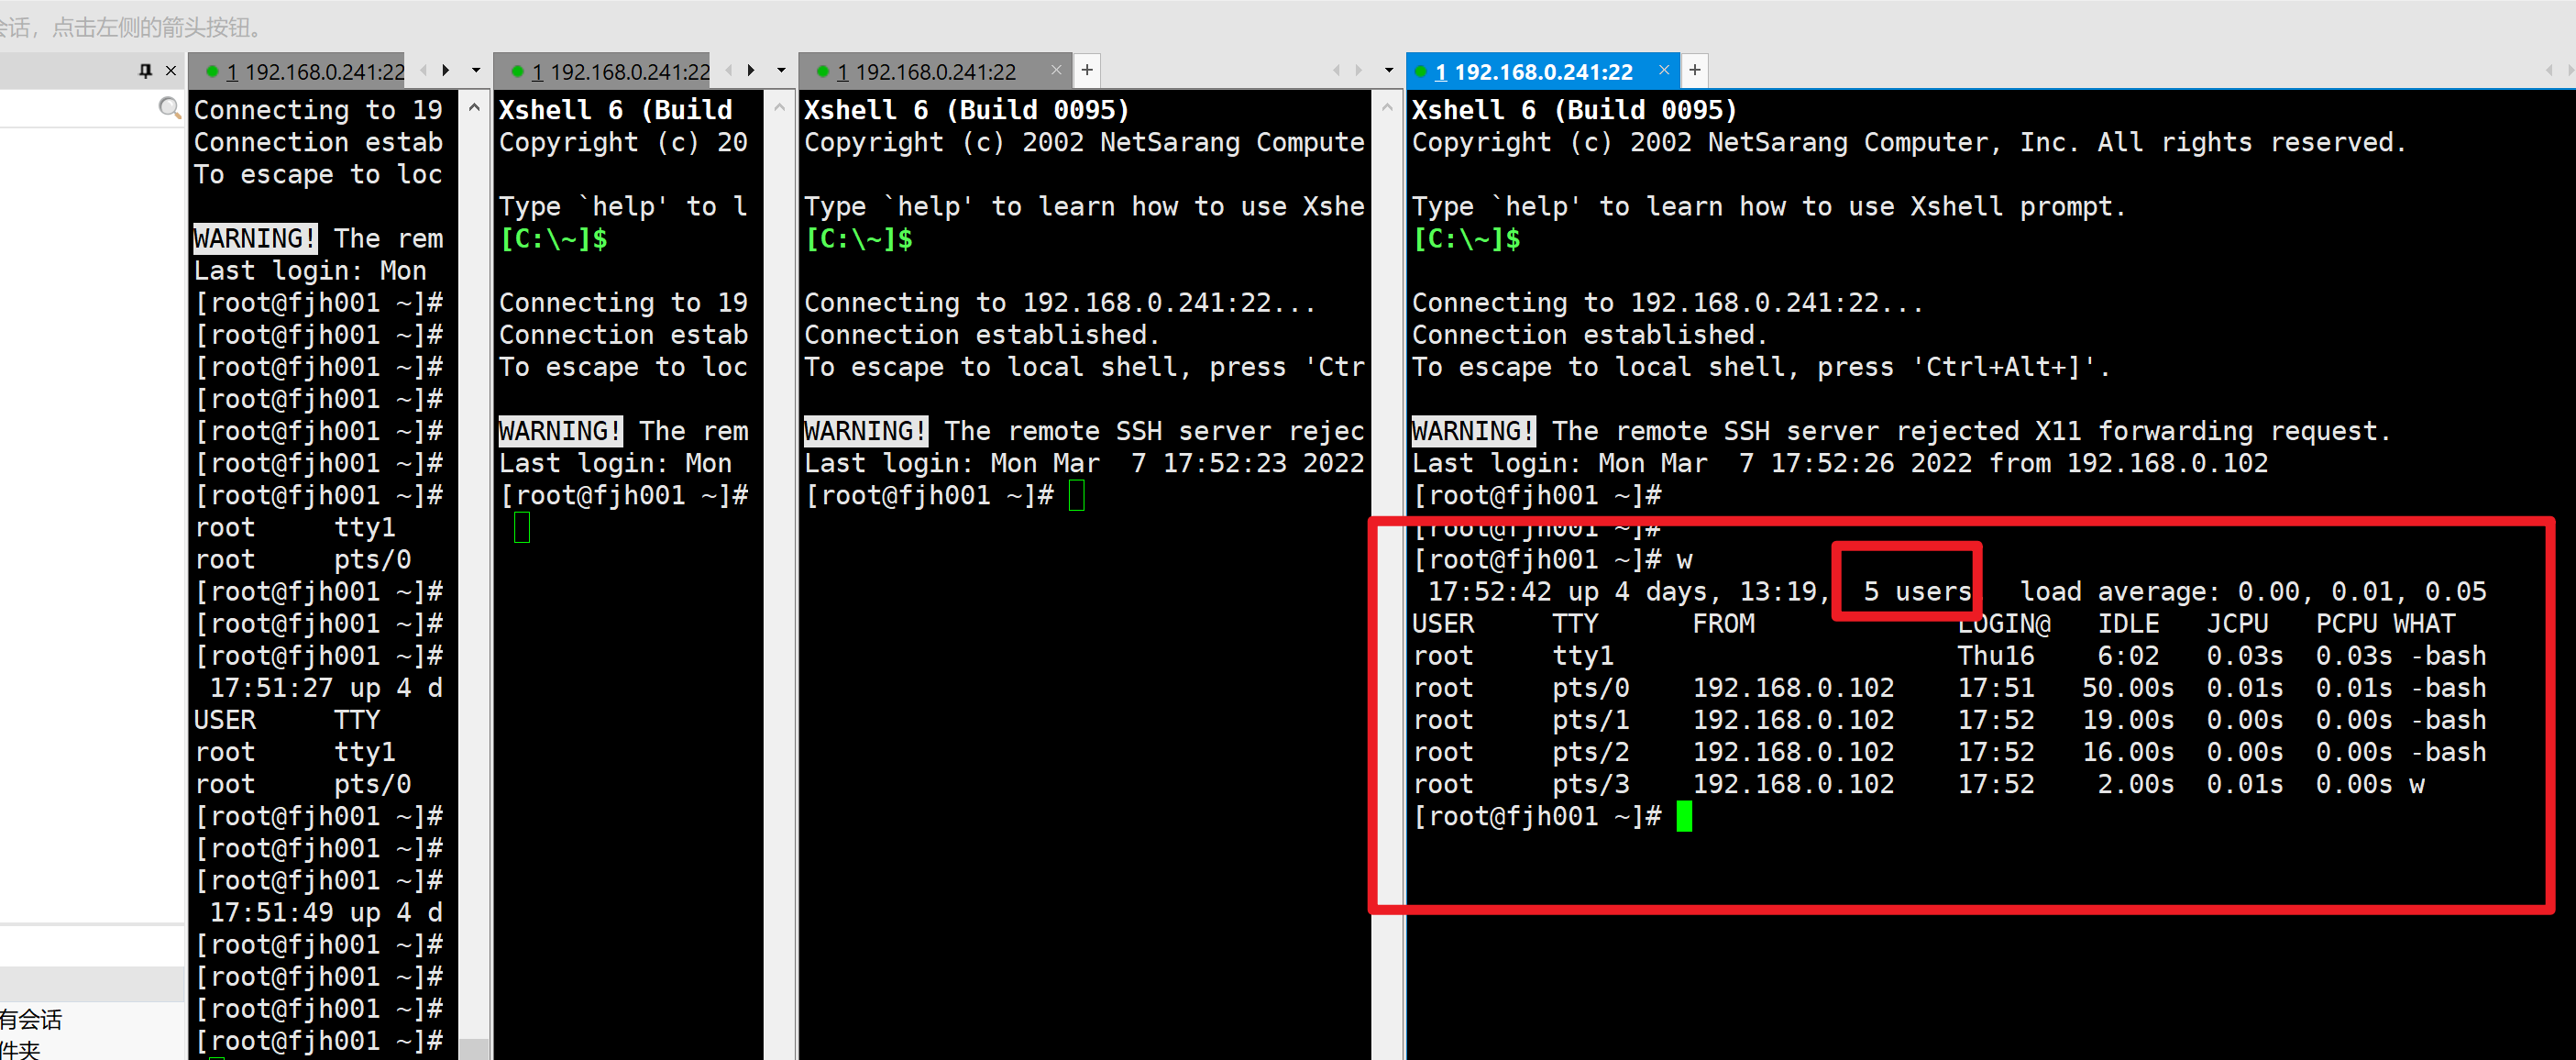 会话，点击左侧的箭头按钮。
1 192.168.0.241:22
Connecting to 19
Connection estab
To escape to loc
WARNING! The rem
Last login: Mon
[root@fjh001 ~]#
[root@fjh001 ~]#
[root@fjh001 ~]#
[root@fjh001 ~]#
[root@fjh001 ~]#
[root@fjh001 ~]#
[root@fjh001 ~]#
root     tty1
root     pts/0
[root@fjh001 ~]#
[root@fjh001 ~]#
[root@fjh001 ~]#
 17:51:27 up 4 d
USER     TTY
root     tty1
root     pts/0
[root@fjh001 ~]#
[root@fjh001 ~]#
[root@fjh001 ~]#
 17:51:49 up 4 d
[root@fjh001 ~]#
[root@fjh001 ~]#
[root@fjh001 ~]#
[root@fjh001 ~]#
有会话
件夹
1 192.168.0.241:22
Xshell 6 (Build
Copyright (c) 20
Type `help' to l
[C:\~]$
Connecting to 19
Connection estab
To escape to loc
WARNING! The rem
Last login: Mon
[root@fjh001 ~]#
1 192.168.0.241:22
Xshell 6 (Build 0095)
Copyright (c) 2002 NetSarang Compute
Type `help' to learn how to use Xshe
[C:\~]$
Connecting to 192.168.0.241:22...
Connection established.
To escape to local shell, press 'Ctr
WARNING! The remote SSH server rejec
Last login: Mon Mar  7 17:52:23 2022
[root@fjh001 ~]#
1 192.168.0.241:22
Xshell 6 (Build 0095)
Copyright (c) 2002 NetSarang Computer, Inc. All rights reserved.
Type `help' to learn how to use Xshell prompt.
[C:\~]$
Connecting to 192.168.0.241:22...
Connection established.
To escape to local shell, press 'Ctrl+Alt+]'.
WARNING! The remote SSH server rejected X11 forwarding request.
Last login: Mon Mar  7 17:52:26 2022 from 192.168.0.102
[root@fjh001 ~]#
[root@fjh001 ~]#
[root@fjh001 ~]# w
 17:52:42 up 4 days, 13:19,  5 users  load average: 0.00, 0.01, 0.05
USER     TTY      FROM             LOGIN@   IDLE   JCPU   PCPU WHAT
root     tty1                      Thu16    6:02   0.03s  0.03s -bash
root     pts/0    192.168.0.102    17:51   50.00s  0.01s  0.01s -bash
root     pts/1    192.168.0.102    17:52   19.00s  0.00s  0.00s -bash
root     pts/2    192.168.0.102    17:52   16.00s  0.00s  0.00s -bash
root     pts/3    192.168.0.102    17:52    2.00s  0.01s  0.00s w
[root@fjh001 ~]#